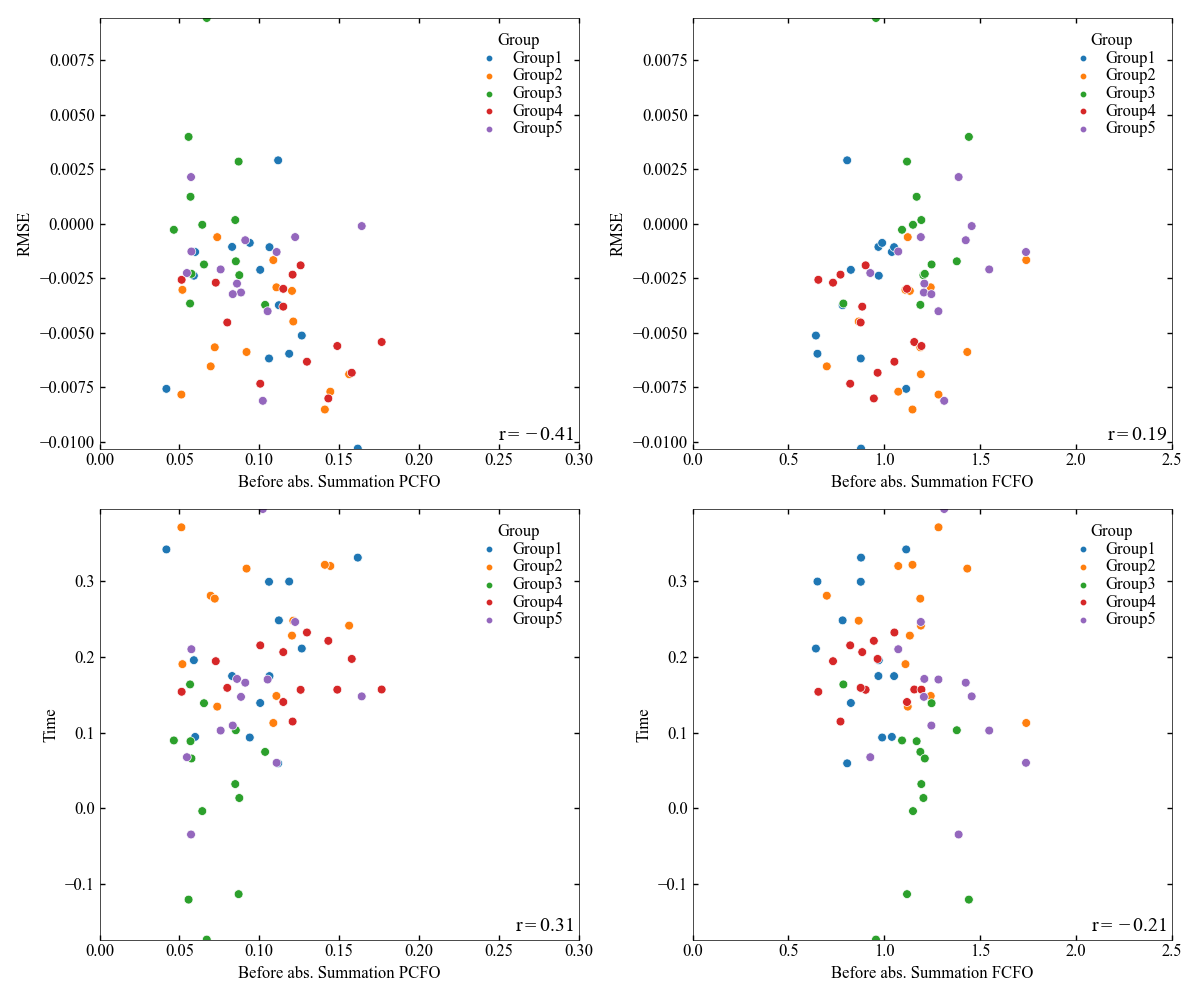 RMSE
0.0075
0.0050
0.0025
0.0000
−0.0025
−0.0050
−0.0075
−0.0100
Group
Group1
Group2
Group3
Group4
Group5
r=−0.41
0.00 0.05 0.10 0.15 0.20 0.25 0.30
Before abs. Summation PCFO
RMSE
0.0075
0.0050
0.0025
0.0000
−0.0025
−0.0050
−0.0075
−0.0100
Group
Group1
Group2
Group3
Group4
Group5
r=0.19
0.0 0.5 1.0 1.5 2.0 2.5
Before abs. Summation FCFO
Time
0.3
0.2
0.1
0.0
−0.1
Group
Group1
Group2
Group3
Group4
Group5
r=0.31
0.00 0.05 0.10 0.15 0.20 0.25 0.30
Before abs. Summation PCFO
Time
0.3
0.2
0.1
0.0
−0.1
Group
Group1
Group2
Group3
Group4
Group5
r=−0.21
0.0 0.5 1.0 1.5 2.0 2.5
Before abs. Summation FCFO